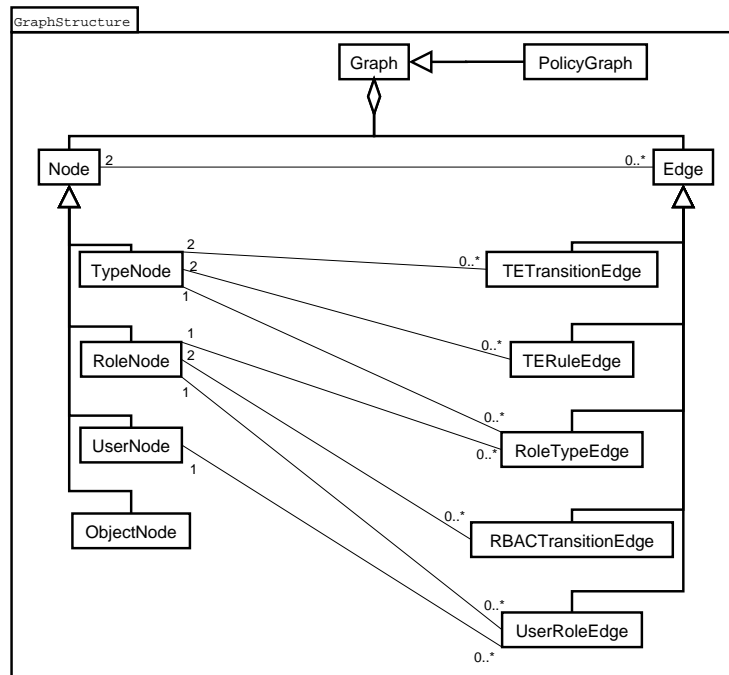 GraphStructure
Graph
PolicyGraph
Node
2
0..*
Edge
TypeNode
2
2
1
0..*
TETransitionEdge
RoleNode
1
2
1
0..*
TERuleEdge
UserNode
1
0..*
0..*
RoleTypeEdge
ObjectNode
0..*
RBACTransitionEdge
0..*
0..*
UserRoleEdge